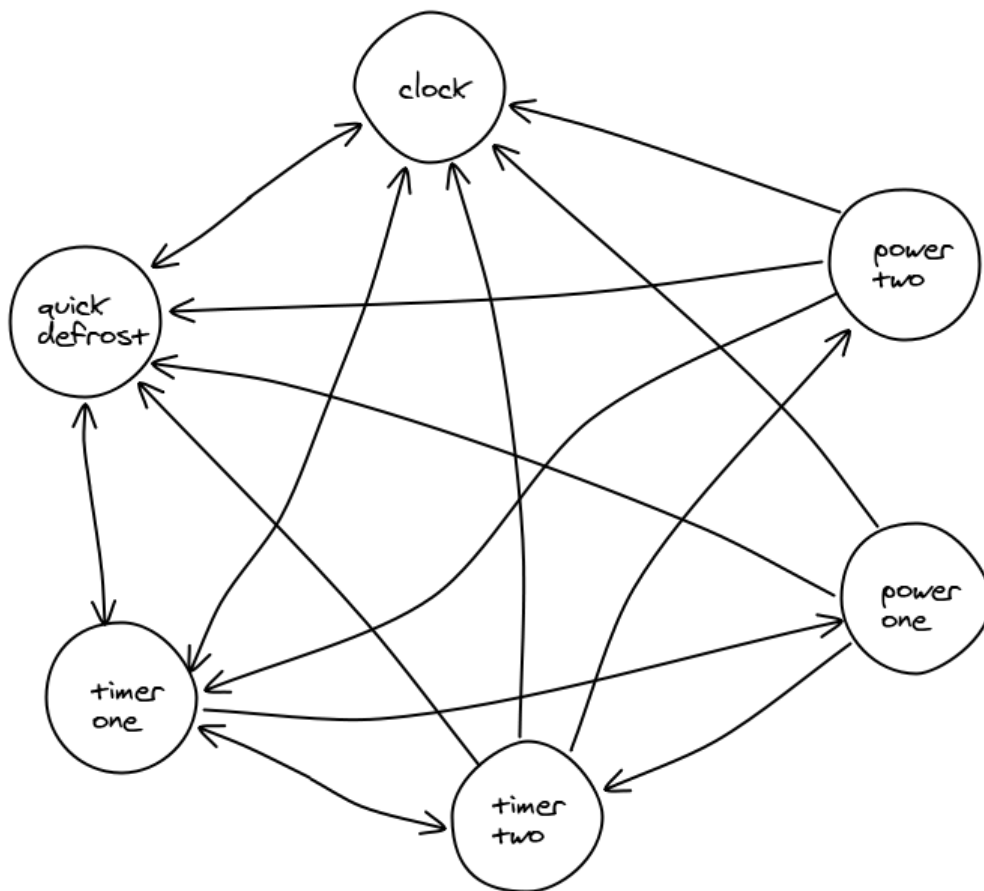 clock
power
two
quick
defrost
power
one
timer
one
timer
two